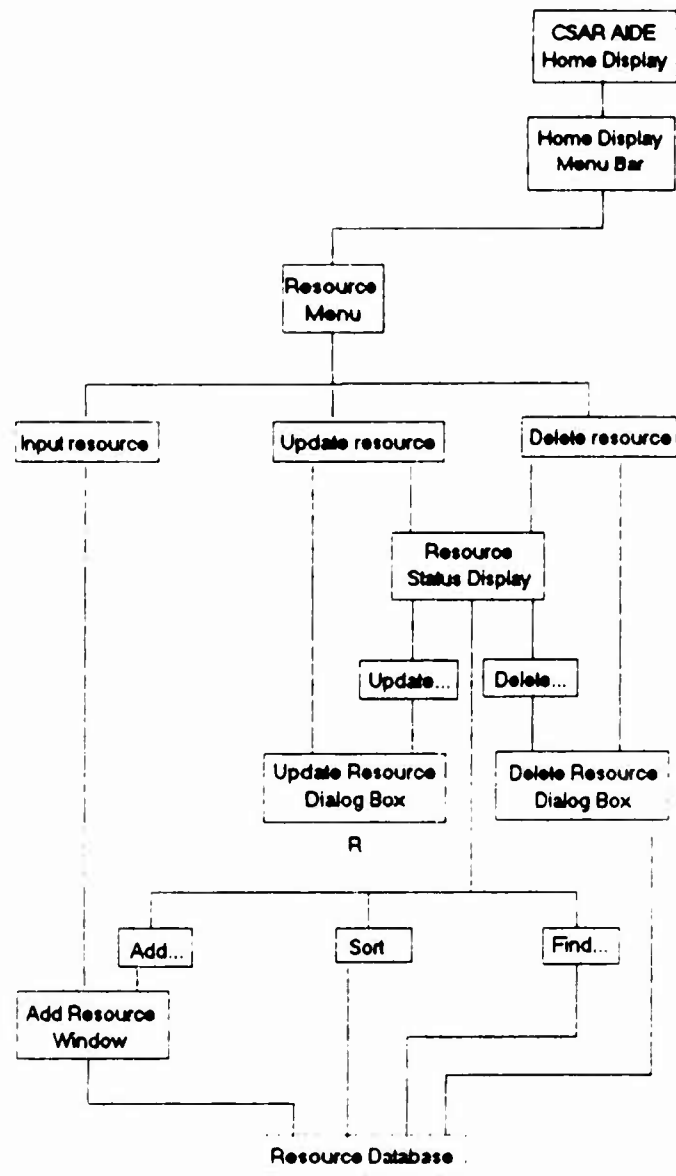 CSAR AIDE
Home Display
Home Display
Menu Bar
Resource
Menu
Input resource
Update resource
Delete resource
Resource
Status Display
Update...
Delete...
Update Resource
Dialog Box
Delete Resource
Dialog Box
R
Add...
Sort
Find...
Add Resource
Window
Resource Database